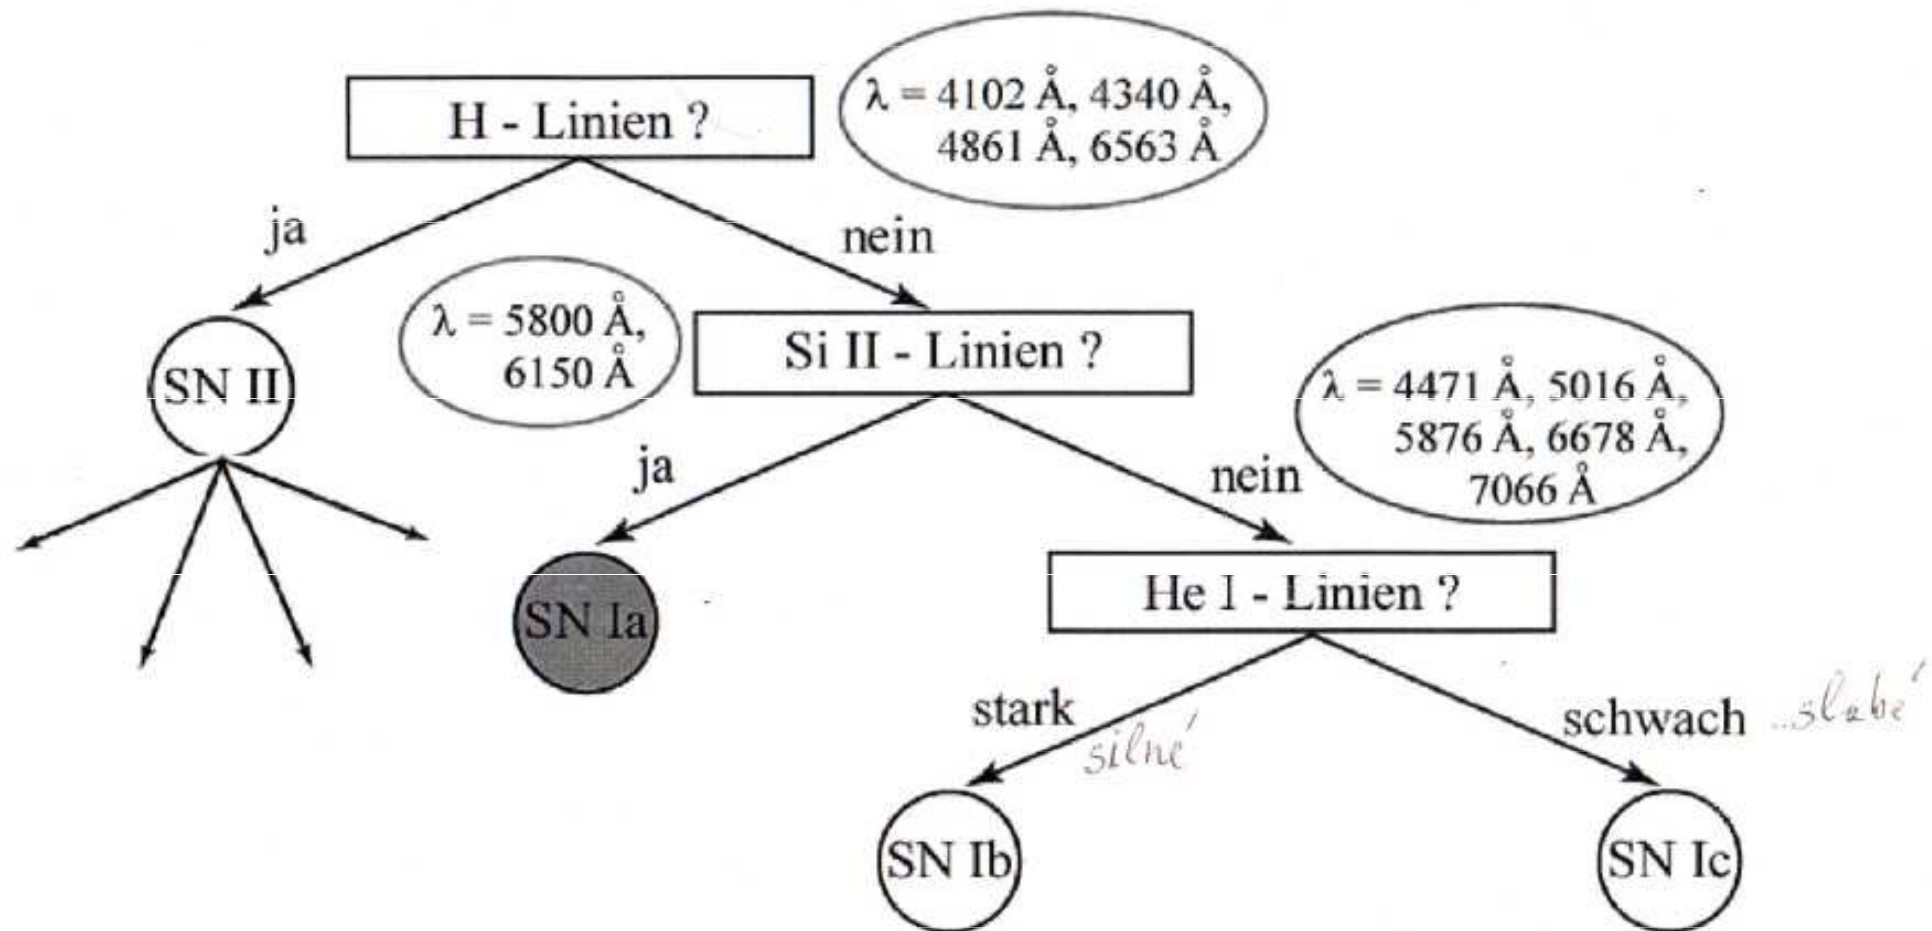 H - Linien ?
λ = 4102 Å, 4340 Å,
4861 Å, 6563 Å
ja
nein
λ = 5800 Å,
6150 Å
Si II - Linien ?
SN II
λ = 4471 Å, 5016 Å,
5876 Å, 6678 Å,
7066 Å
ja
nein
SN Ia
He I - Linien ?
stark
silné
schwach
..slabé
SN Ib
SN Ic